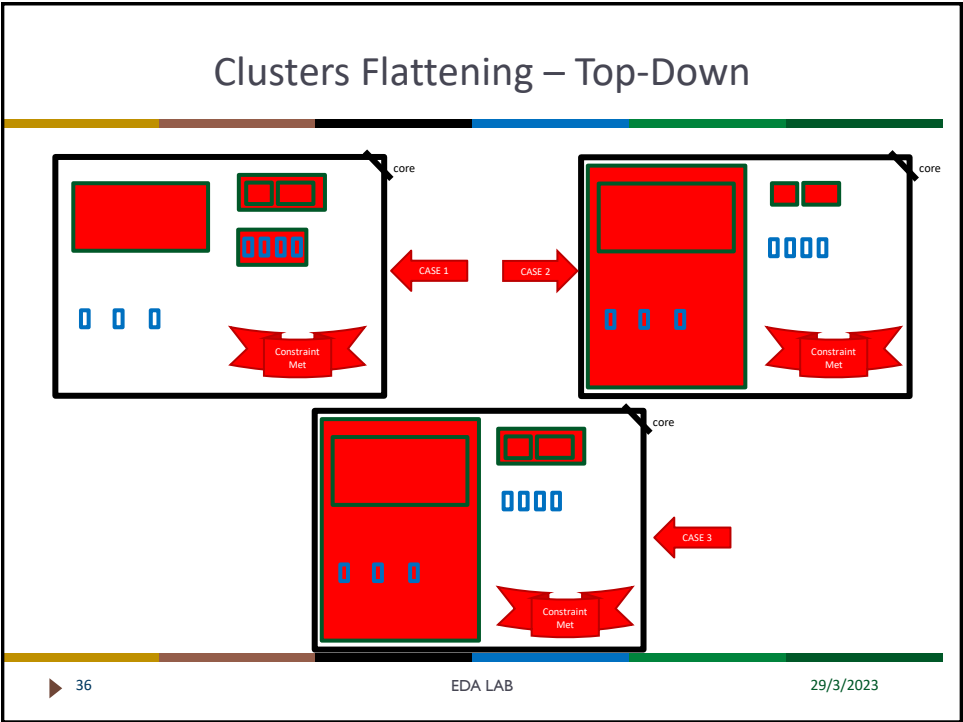 Clusters Flattening – Top-Down
core
core
CASE 1
CASE 2
Constraint
Met
Constraint
Met
core
CASE 3
Constraint
Met
36
EDA LAB
29/3/2023